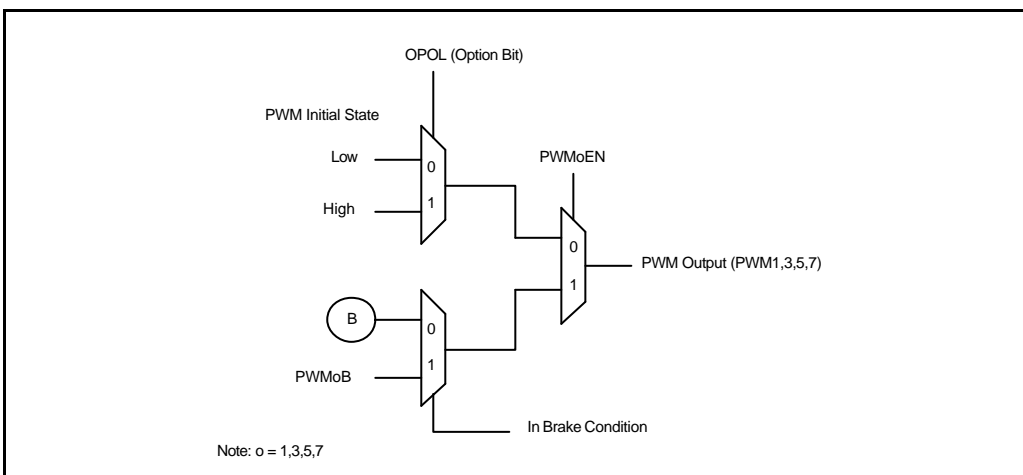 OPOL (Option Bit)
PWM Initial State
Low
0
High
1
PWMoEN
0
1
PWM Output (PWM1,3,5,7)
B
0
1
PWMoB
In Brake Condition
Note: o = 1,3,5,7